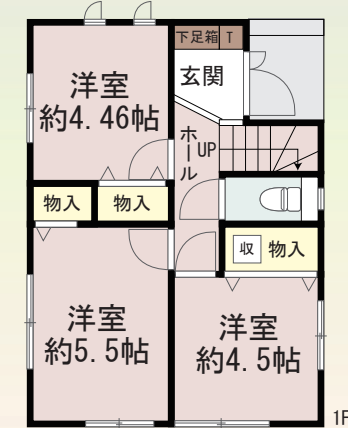 下足箱 T
玄関
洋室
約4.46帖
ホール
UP
物入
物入
収 物入
洋室
約5.5帖
洋室
約4.5帖
1F